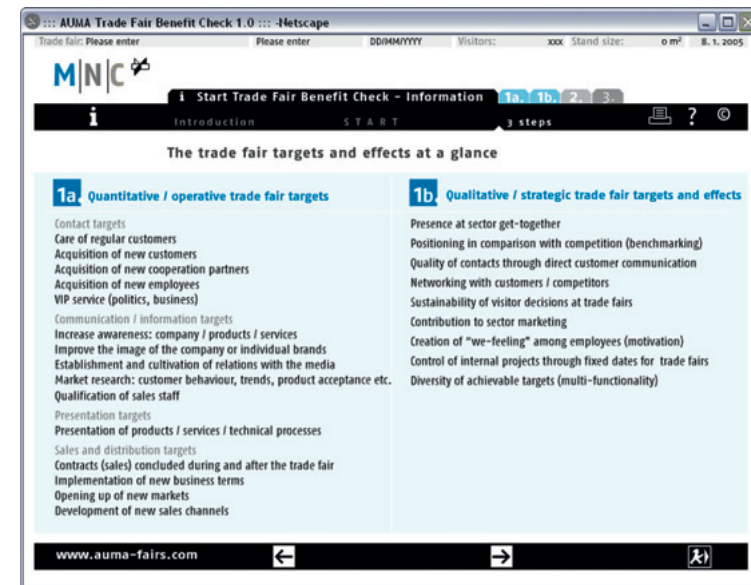 ::: AUMA Trade Fair Benefit Check 1.0 ::: -Netscape
Trade fair: Please enter Please enter DD/MM/YYYY Visitors: xxx Stand size: 0 m² 8. 1. 2005
M|N|C
i Start Trade Fair Benefit Check – Information 1a. 1b. 2. 3.
i Introduction START 3 steps ? ©
The trade fair targets and effects at a glance
1a. Quantitative / operative trade fair targets
Contact targets
Care of regular customers
Acquisition of new customers
Acquisition of new cooperation partners
Acquisition of new employees
VIP service (politics, business)
Communication / information targets
Increase awareness: company / products / services
Improve the image of the company or individual brands
Establishment and cultivation of relations with the media
Market research: customer behaviour, trends, product acceptance etc.
Qualification of sales staff
Presentation targets
Presentation of products / services / technical processes
Sales and distribution targets
Contracts (sales) concluded during and after the trade fair
Implementation of new business terms
Opening up of new markets
Development of new sales channels
1b. Qualitative / strategic trade fair targets and effects
Presence at sector get-together
Positioning in comparison with competition (benchmarking)
Quality of contacts through direct customer communication
Networking with customers / competitors
Sustainability of visitor decisions at trade fairs
Contribution to sector marketing
Creation of “we-feeling” among employees (motivation)
Control of internal projects through fixed dates for trade fairs
Diversity of achievable targets (multi-functionality)
www.auma-fairs.com